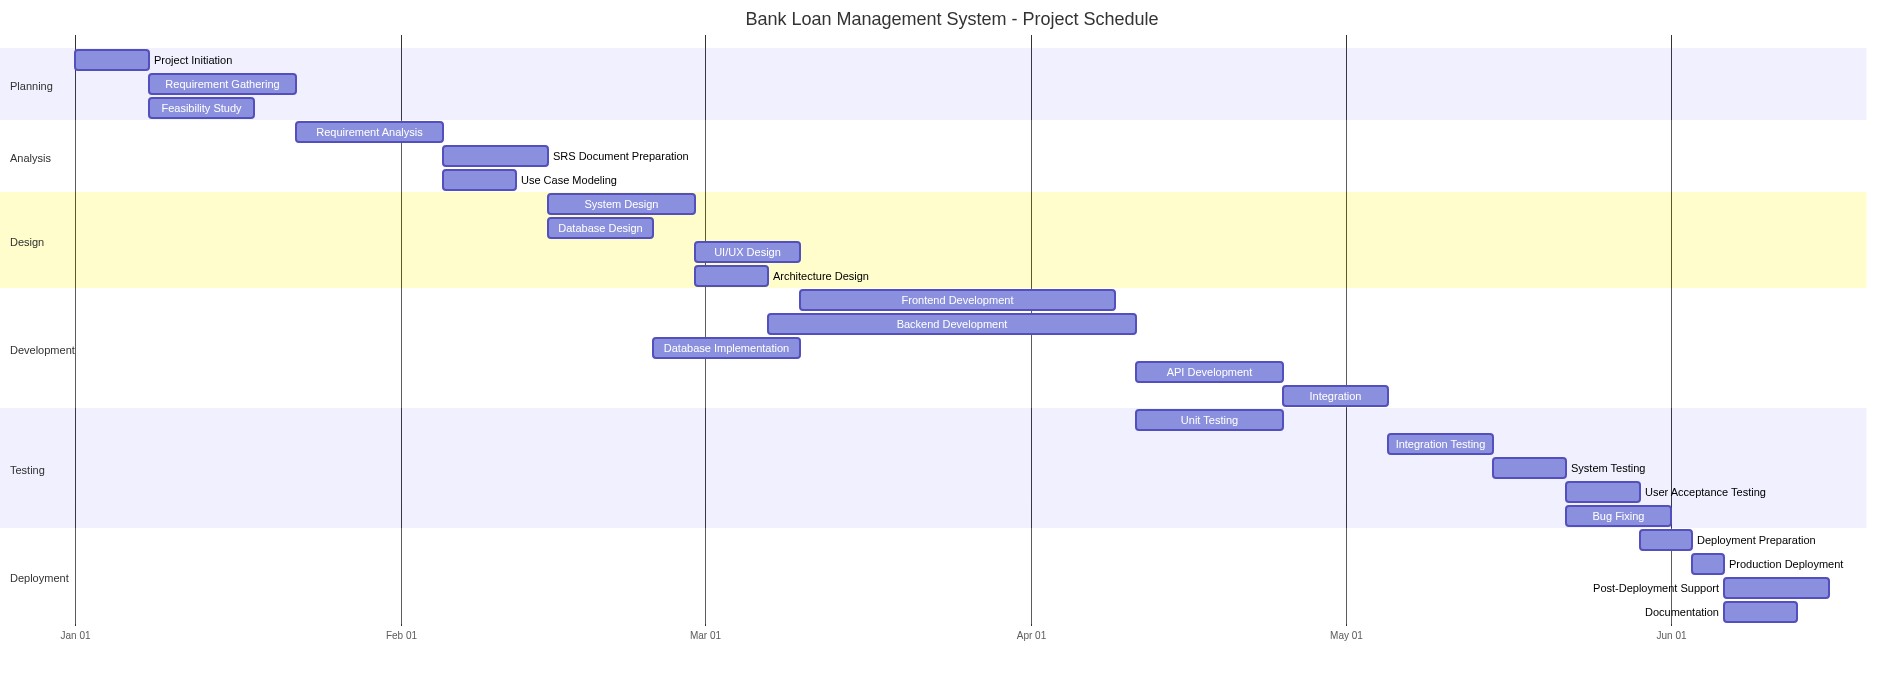 Bank Loan Management System - Project Schedule
Planning
Project Initiation
Requirement Gathering
Feasibility Study
Analysis
Requirement Analysis
SRS Document Preparation
Use Case Modeling
Design
System Design
Database Design
UI/UX Design
Architecture Design
Development
Frontend Development
Backend Development
Database Implementation
API Development
Integration
Testing
Unit Testing
Integration Testing
System Testing
User Acceptance Testing
Bug Fixing
Deployment
Deployment Preparation
Production Deployment
Post-Deployment Support
Documentation
Jan 01
Feb 01
Mar 01
Apr 01
May 01
Jun 01